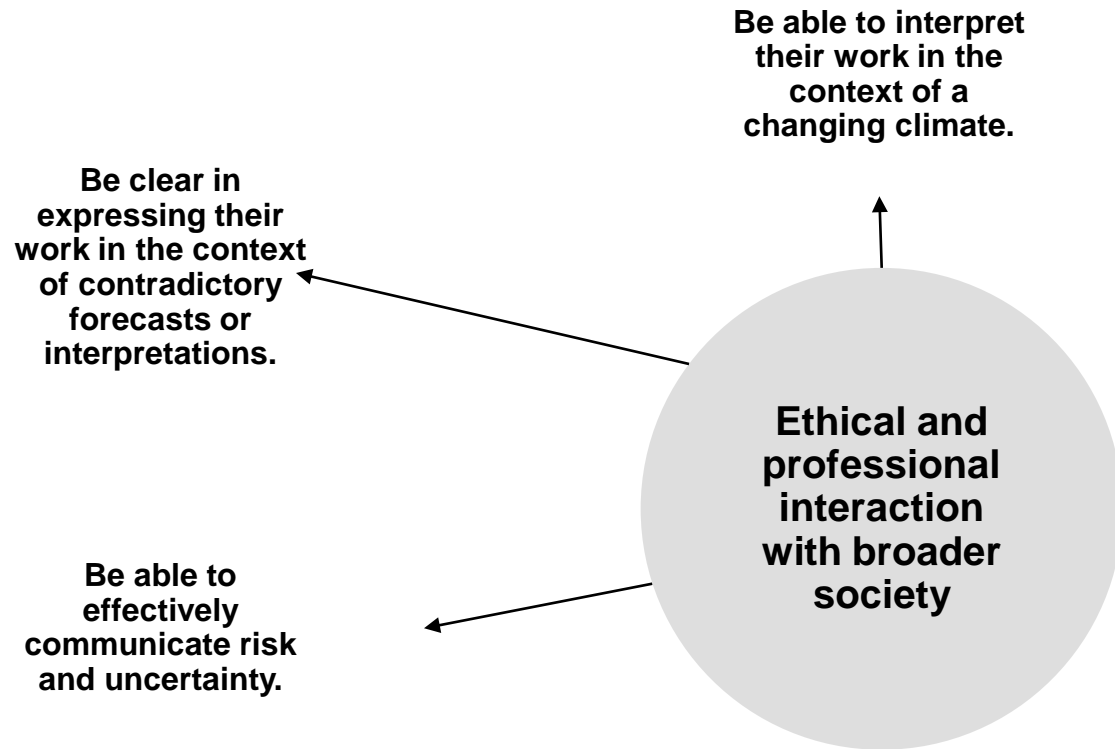 Be able to interpret
their work in the
context of a
changing climate.
Be clear in
expressing their
work in the context
of contradictory
forecasts or
interpretations.
Ethical and
professional
interaction
with broader
society
Be able to
effectively
communicate risk
and uncertainty.